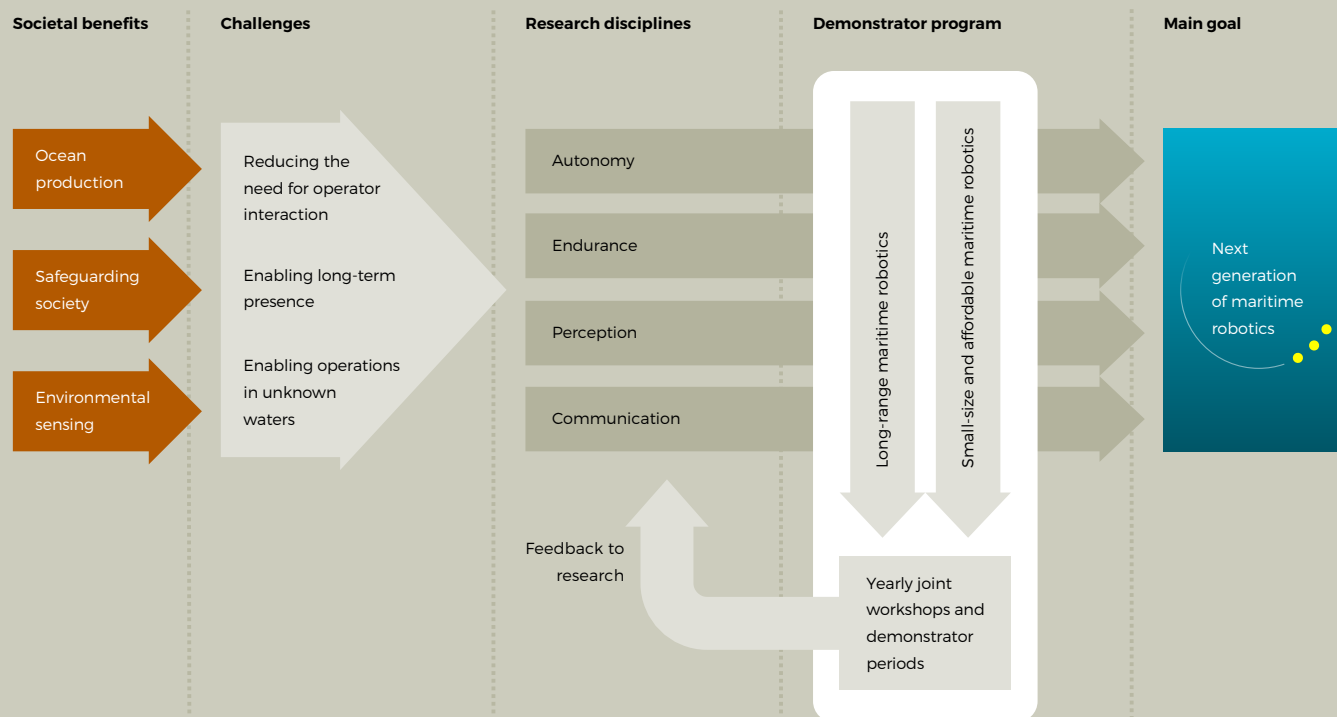 Societal benefits
Challenges
Research disciplines
Demonstrator program
Main goal
Ocean
production
Safeguarding
society
Environmental
sensing
Reducing the
need for operator
interaction
Enabling long-term
presence
Enabling operations
in unknown
waters
Autonomy
Endurance
Perception
Communication
Feedback to
research
Long-range maritime robotics
Small-size and affordable maritime robotics
Yearly joint
workshops and
demonstrator
periods
Next
generation
of maritime
robotics